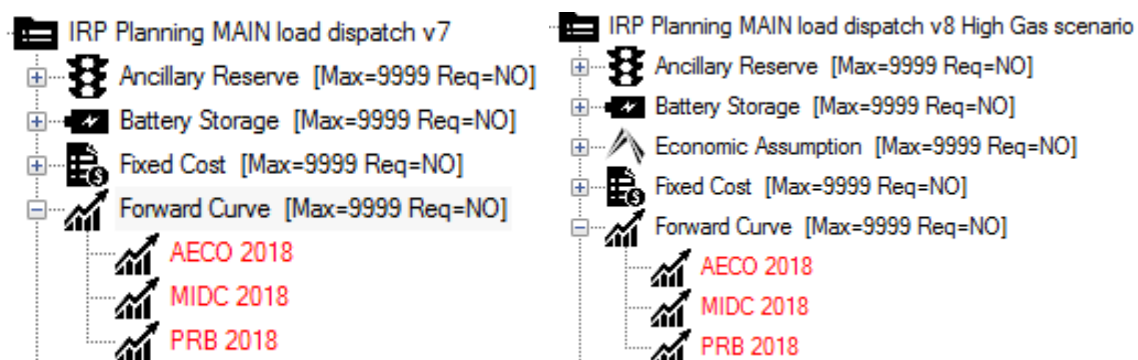 IRP Planning MAIN load dispatch v7
Ancillary Reserve [Max=9999 Req=NO]
Battery Storage [Max=9999 Req=NO]
Fixed Cost [Max=9999 Req=NO]
Forward Curve [Max=9999 Req=NO]
AECO 2018
MIDC 2018
PRB 2018
IRP Planning MAIN load dispatch v8 High Gas scenario
Ancillary Reserve [Max=9999 Req=NO]
Battery Storage [Max=9999 Req=NO]
Economic Assumption [Max=9999 Req=NO]
Fixed Cost [Max=9999 Req=NO]
Forward Curve [Max=9999 Req=NO]
AECO 2018
MIDC 2018
PRB 2018